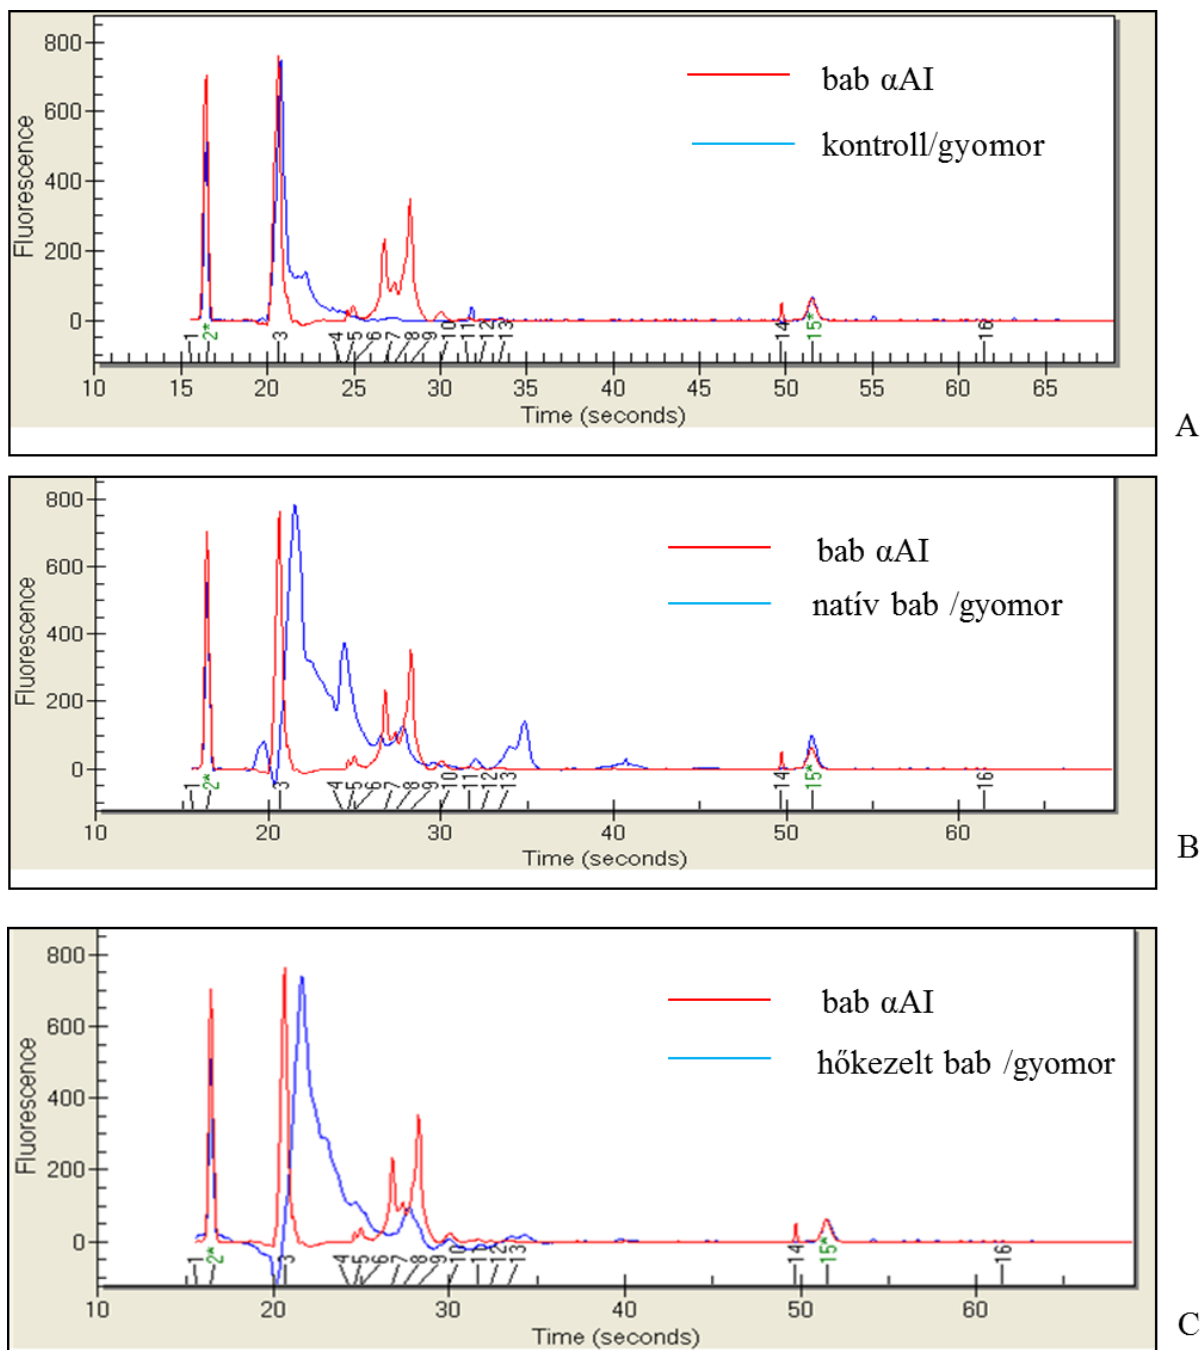 800
600
400
200
0
Fluorescence
bab αAI
kontroll/gyomor
1 2* 3 4 5 6 7 8 9 10 11 12 13 14 15* 16
10 15 20 25 30 35 40 45 50 55 60 65
Time (seconds)
A
800
600
400
200
0
Fluorescence
bab αAI
natív bab /gyomor
1 2* 3 4 5 6 7 8 9 10 11 12 13 14 15* 16
10 20 30 40 50 60
Time (seconds)
B
800
600
400
200
0
Fluorescence
bab αAI
hőkezelt bab /gyomor
1 2* 3 4 5 6 7 8 9 10 11 12 13 14 15* 16
10 20 30 40 50 60
Time (seconds)
C